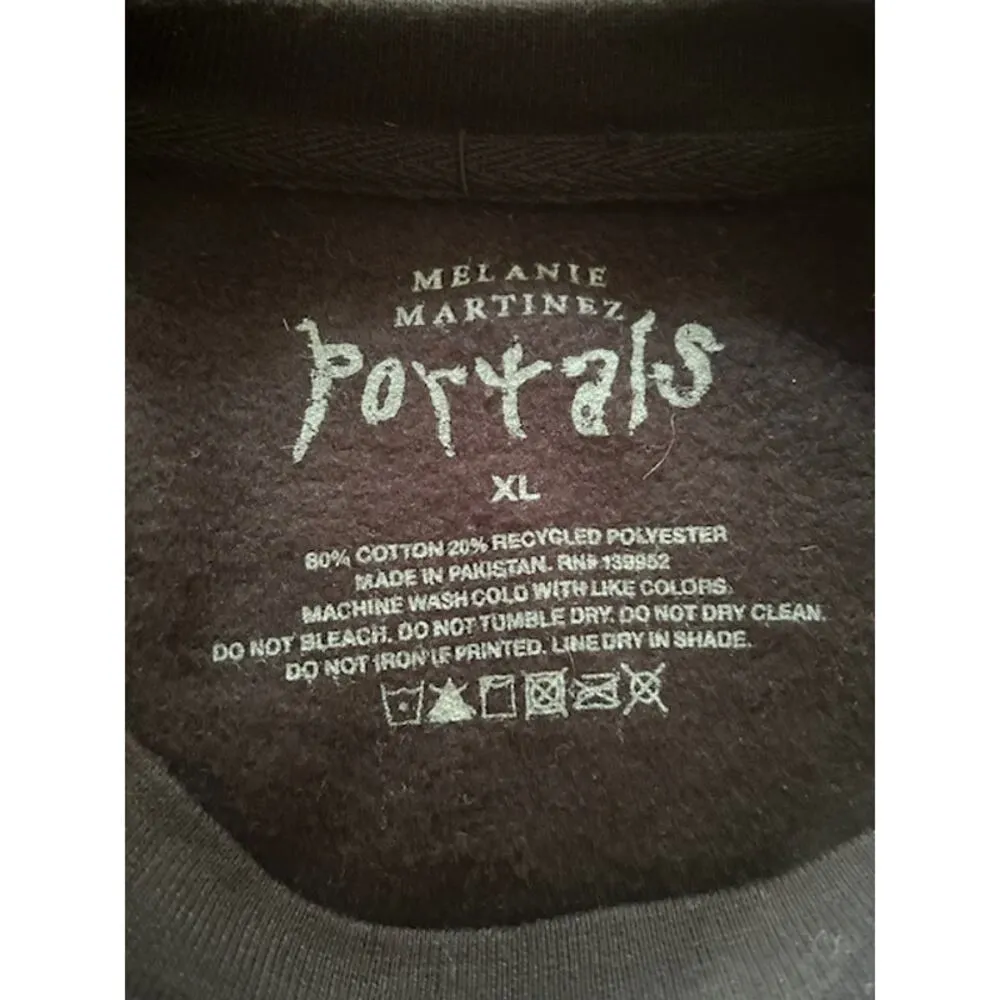 MELANIE
MARTINEZ
PORTALS
XL
80% COTTON 20% RECYCLED POLYESTER
MADE IN PAKISTAN. RN# 139952
MACHINE WASH COLD WITH LIKE COLORS.
DO NOT BLEACH. DO NOT TUMBLE DRY. DO NOT DRY CLEAN.
DO NOT IRON IF PRINTED. LINE DRY IN SHADE.